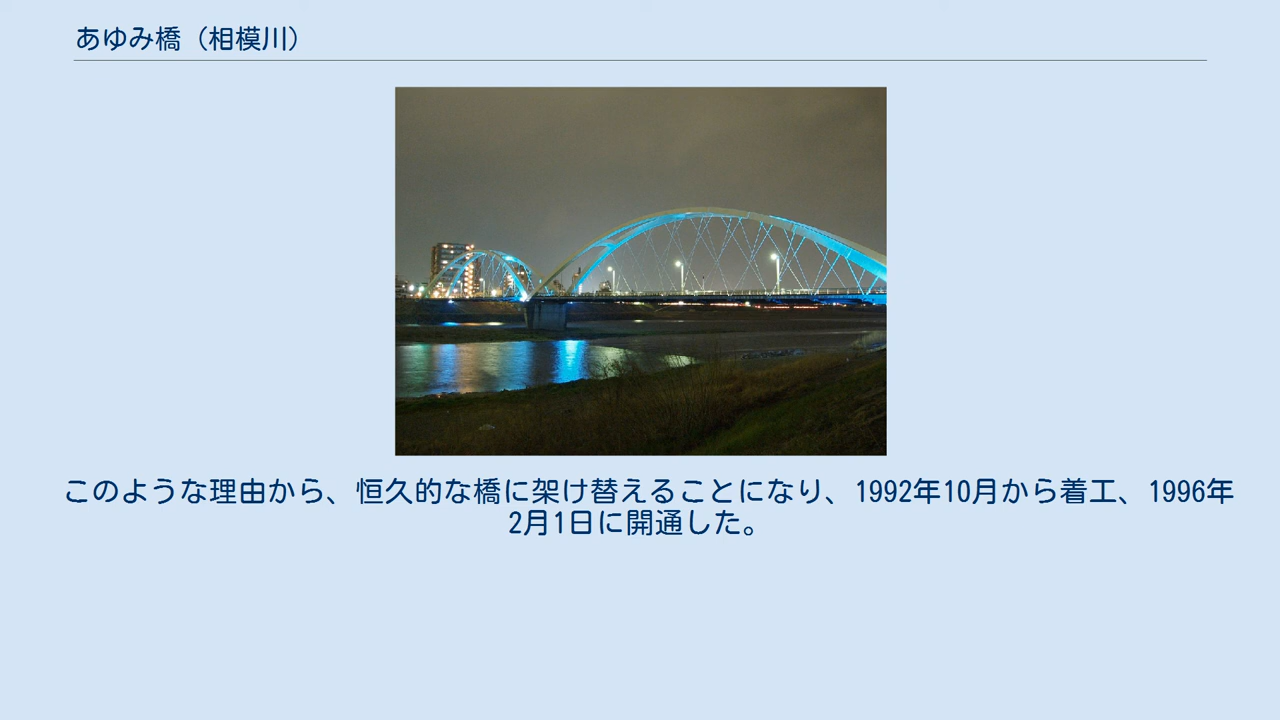 あゆみ橋（相模川）
このような理由から、恒久的な橋に架け替えることになり、1992年10月から着工、1996年
2月1日に開通した。